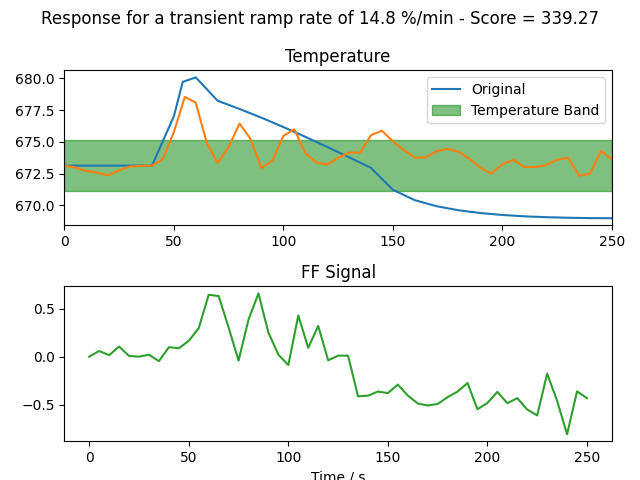 Response for a transient ramp rate of 14.8 %/min - Score = 339.27
Temperature
680.0
677.5
675.0
672.5
670.0
Original
Temperature Band
0 50 100 150 200 250
FF Signal
0.5
0.0
−0.5
0 50 100 150 200 250
Time / s